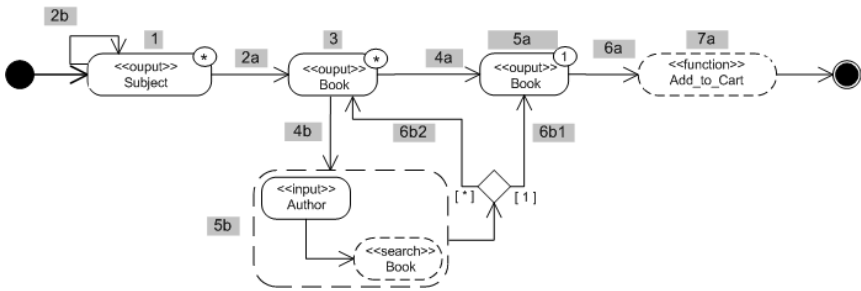 2b
1
3
5a
7a
<<ouput>>
Subject
*
2a
<<ouput>>
Book
*
4a
<<ouput>>
Book
1
6a
<<function>>
Add_to_Cart
4b
6b2
6b1
[ * ]
[ 1 ]
<<input>>
Author
5b
<<search>>
Book